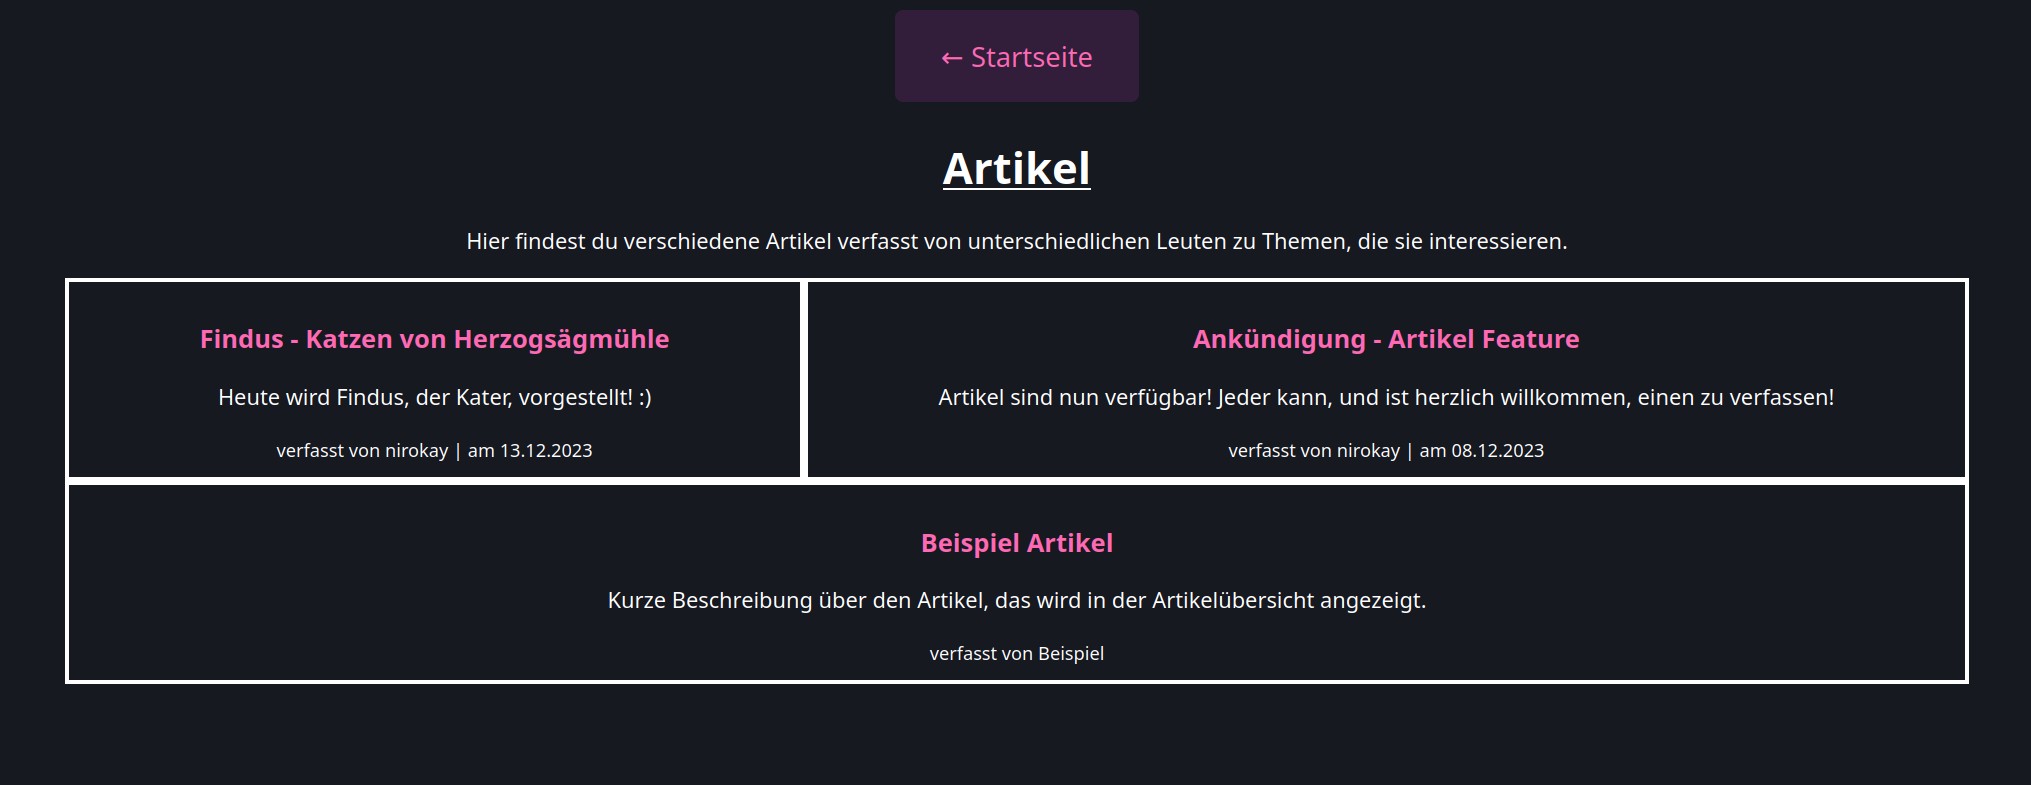 ← Startseite
Artikel
Hier findest du verschiedene Artikel verfasst von unterschiedlichen Leuten zu Themen, die sie interessieren.
Findus - Katzen von Herzogsägmühle
Heute wird Findus, der Kater, vorgestellt! :)
verfasst von nirokay | am 13.12.2023
Ankündigung - Artikel Feature
Artikel sind nun verfügbar! Jeder kann, und ist herzlich willkommen, einen zu verfassen!
verfasst von nirokay | am 08.12.2023
Beispiel Artikel
Kurze Beschreibung über den Artikel, das wird in der Artikelübersicht angezeigt.
verfasst von Beispiel